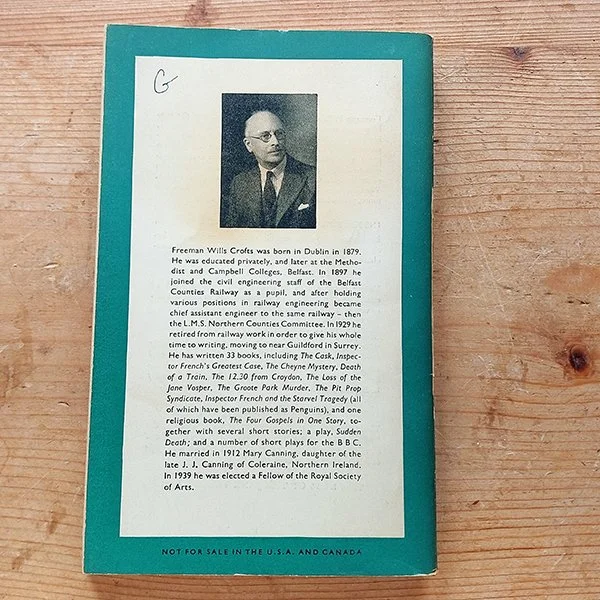 G
Freeman Wills Crofts was born in Dublin in 1879.
He was educated privately, and later at the Metho-
dist and Campbell Colleges, Belfast. In 1897 he
joined the civil engineering staff of the Belfast
Counties Railway as a pupil, and after holding
various positions in railway engineering became
chief assistant engineer to the same railway – then
the L.M.S. Northern Counties Committee. In 1929 he
retired from railway work in order to give his whole
time to writing, moving to near Guildford in Surrey.
He has written 33 books, including The Cask, Inspec-
tor French's Greatest Case, The Cheyne Mystery, Death
of a Train, The 12.30 from Croydon, The Loss of the
Jane Vosper, The Groote Park Murder, The Pit Prop
Syndicate, Inspector French and the Starvel Tragedy (all
of which have been published as Penguins), and one
religious book, The Four Gospels in One Story, to-
gether with several short stories; a play, Sudden
Death; and a number of short plays for the BBC.
He married in 1912 Mary Canning, daughter of the
late J. J. Canning of Coleraine, Northern Ireland.
In 1939 he was elected a Fellow of the Royal Society
of Arts.
NOT FOR SALE IN THE U.S.A. AND CANADA